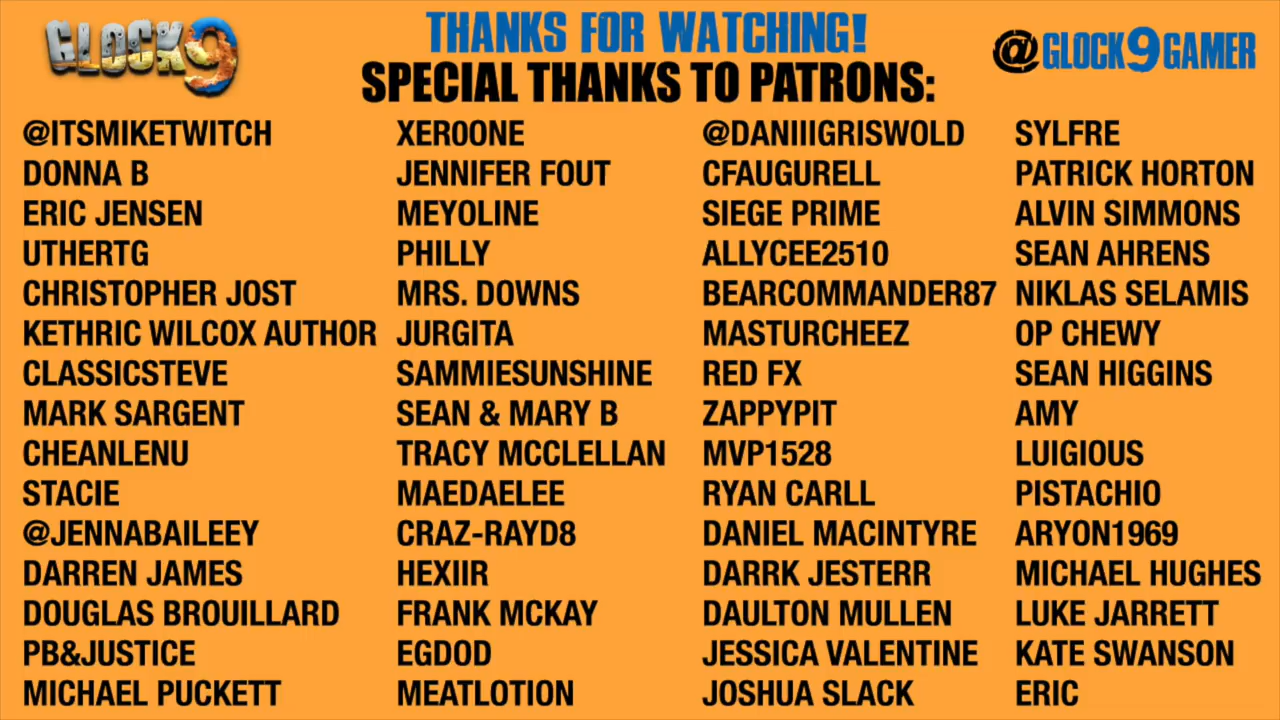 GLOCK9
THANKS FOR WATCHING!
@GLOCK9GAMER
SPECIAL THANKS TO PATRONS:
@ITSMIKETWITCH
DONNA B
ERIC JENSEN
UTHERTG
CHRISTOPHER JOST
KETHRIC WILCOX AUTHOR
CLASSICSTEVE
MARK SARGENT
CHEANLENU
STACIE
@JENNABAILEEY
DARREN JAMES
DOUGLAS BROUILLARD
PB&JUSTICE
MICHAEL PUCKETT
XEROONE
JENNIFER FOUT
MEYOLINE
PHILLY
MRS. DOWNS
JURGITA
SAMMIESUNSHINE
SEAN & MARY B
TRACY MCCLELLAN
MAEDAELEE
CRAZ-RAYD8
HEXIIR
FRANK MCKAY
EGDOD
MEATLOTION
@DANIIIGRISWOLD
CFAUGURELL
SIEGE PRIME
ALLYCEE2510
BEARCOMMANDER87
MASTURCHEEZ
RED FX
ZAPPYPIT
MVP1528
RYAN CARLL
DANIEL MACINTYRE
DARRK JESTERR
DAULTON MULLEN
JESSICA VALENTINE
JOSHUA SLACK
SYLFRE
PATRICK HORTON
ALVIN SIMMONS
SEAN AHRENS
NIKLAS SELAMIS
OP CHEWY
SEAN HIGGINS
AMY
LUIGIOUS
PISTACHIO
ARYON1969
MICHAEL HUGHES
LUKE JARRETT
KATE SWANSON
ERIC